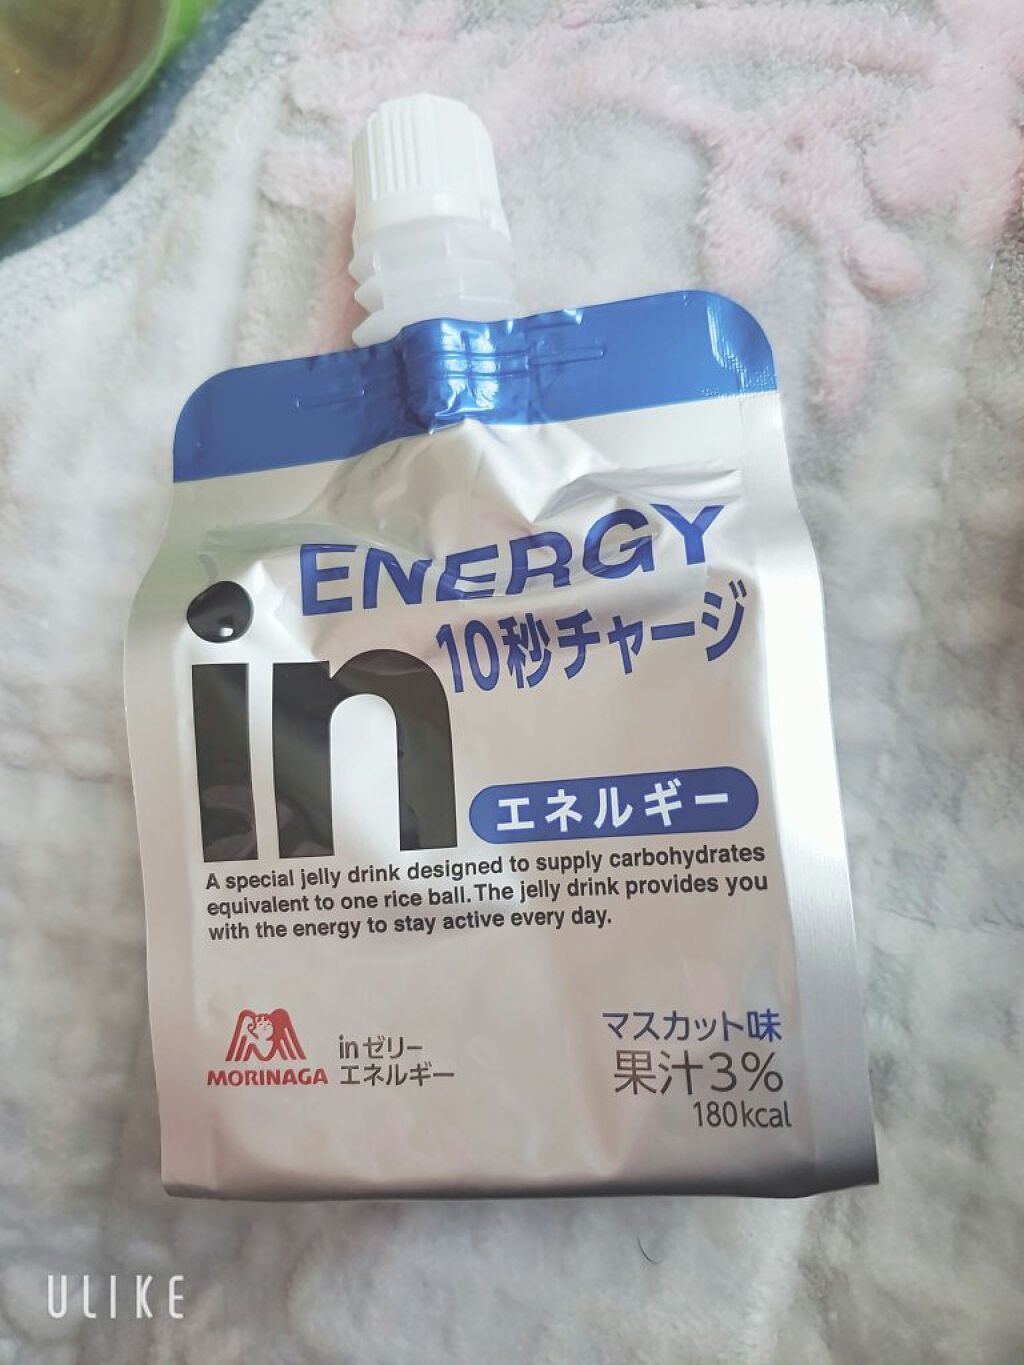 ENERGY
in
10秒チャージ
エネルギー
A special jelly drink designed to supply carbohydrates
equivalent to one rice ball. The jelly drink provides you
with the energy to stay active every day.
MORINAGA
inゼリー
エネルギー
マスカット味
果汁3%
180kcal
ULIKE